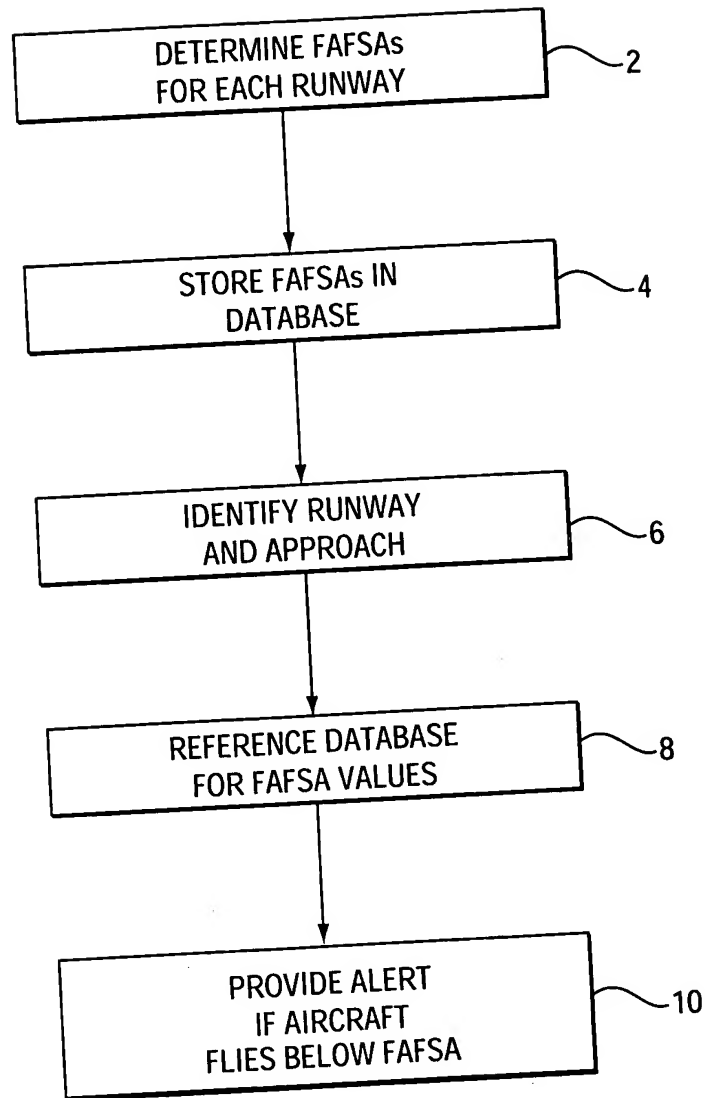 DETERMINE FAFSAs
FOR EACH RUNWAY
2
STORE FAFSAs IN
DATABASE
4
IDENTIFY RUNWAY
AND APPROACH
6
REFERENCE DATABASE
FOR FAFSA VALUES
8
PROVIDE ALERT
IF AIRCRAFT
FLIES BELOW FAFSA
10